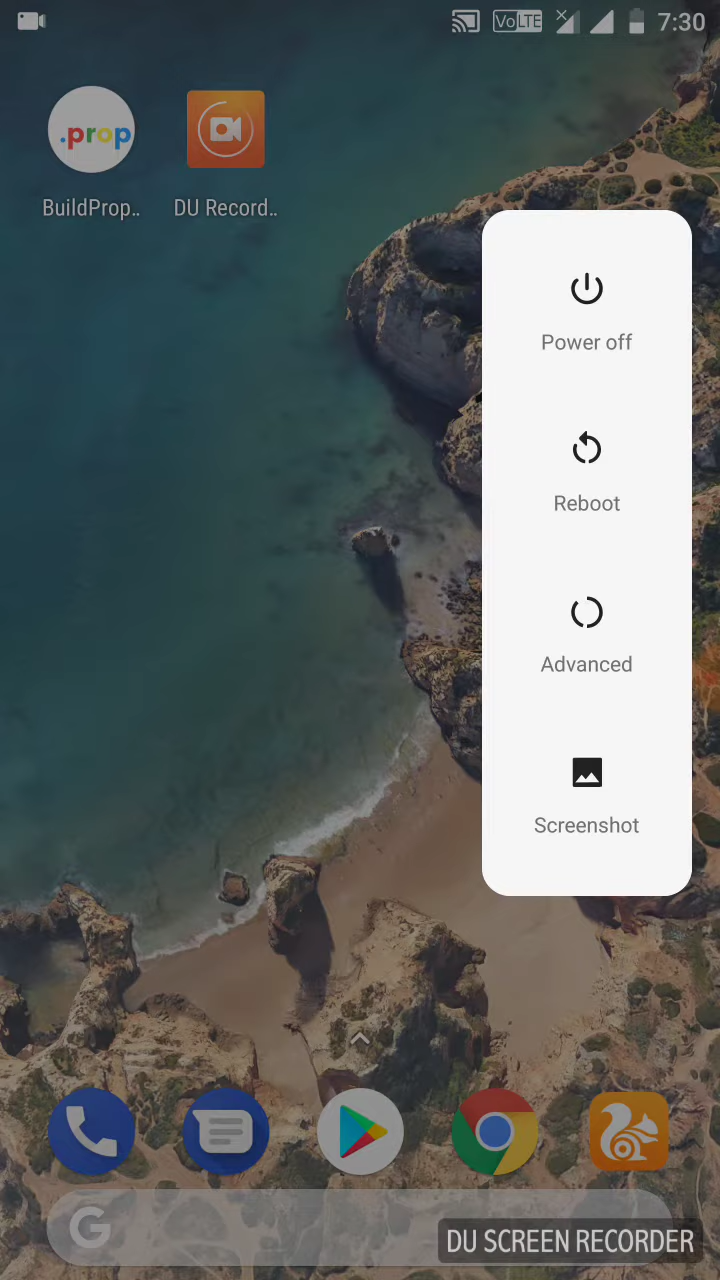 VoLTE 7:30
.prop
BuildProp..
DU Record..
Power off
Reboot
Advanced
Screenshot
G
DU SCREEN RECORDER